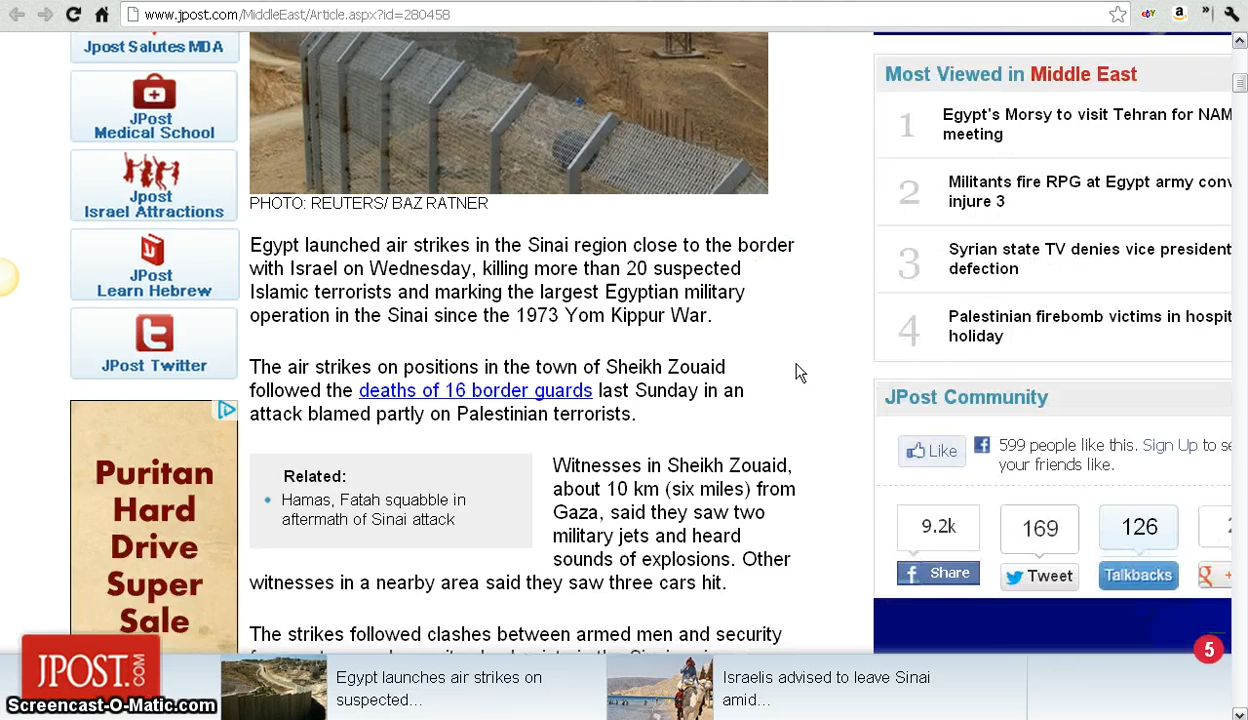 www.jpost.com/MiddleEast/Article.aspx?id=280458
Jpost Salutes MDA
JPost
Medical School
Jpost
Israel Attractions
JPost
Learn Hebrew
JPost Twitter
Puritan
Hard
Drive
Super
Sale
PHOTO: REUTERS/ BAZ RATNER
Egypt launched air strikes in the Sinai region close to the border
with Israel on Wednesday, killing more than 20 suspected
Islamic terrorists and marking the largest Egyptian military
operation in the Sinai since the 1973 Yom Kippur War.
The air strikes on positions in the town of Sheikh Zouaid
followed the deaths of 16 border guards last Sunday in an
attack blamed partly on Palestinian terrorists.
Related:
Hamas, Fatah squabble in
aftermath of Sinai attack
Witnesses in Sheikh Zouaid,
about 10 km (six miles) from
Gaza, said they saw two
military jets and heard
sounds of explosions. Other
witnesses in a nearby area said they saw three cars hit.
The strikes followed clashes between armed men and security
Most Viewed in Middle East
1
Egypt's Morsy to visit Tehran for NAM
meeting
2
Militants fire RPG at Egypt army conv
injure 3
3
Syrian state TV denies vice president
defection
4
Palestinian firebomb victims in hospit
holiday
JPost Community
Like
599 people like this. Sign Up to se
your friends like.
9.2k
169
126
Share
Tweet
Talkbacks
5
JPOST.COM
Egypt launches air strikes on
suspected...
Israelis advised to leave Sinai
amid...
Screencast-O-Matic.com